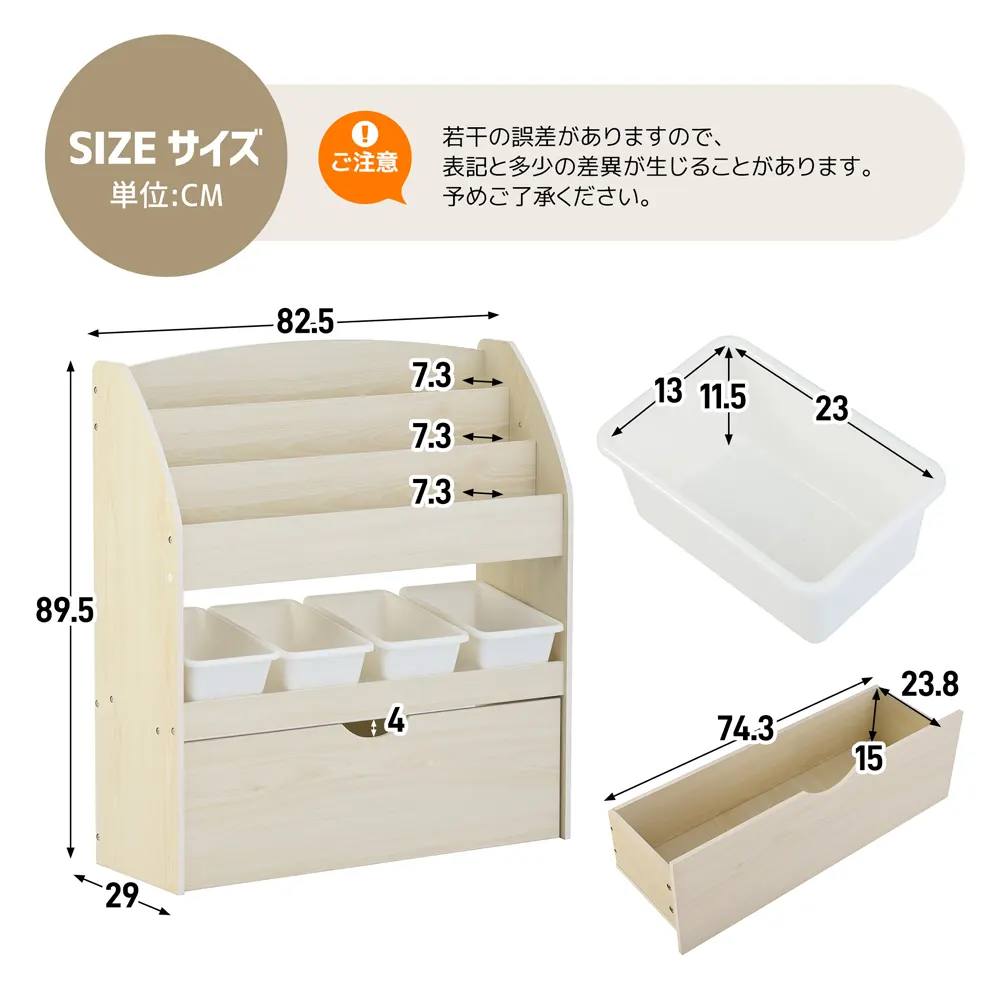 SIZE サイズ
単位:CM
ご注意
若干の誤差がありますので、
表記と多少の差異が生じることがあります。
予めご了承ください。
82.5
7.3
7.3
7.3
89.5
4
29
13
11.5
23
74.3
23.8
15